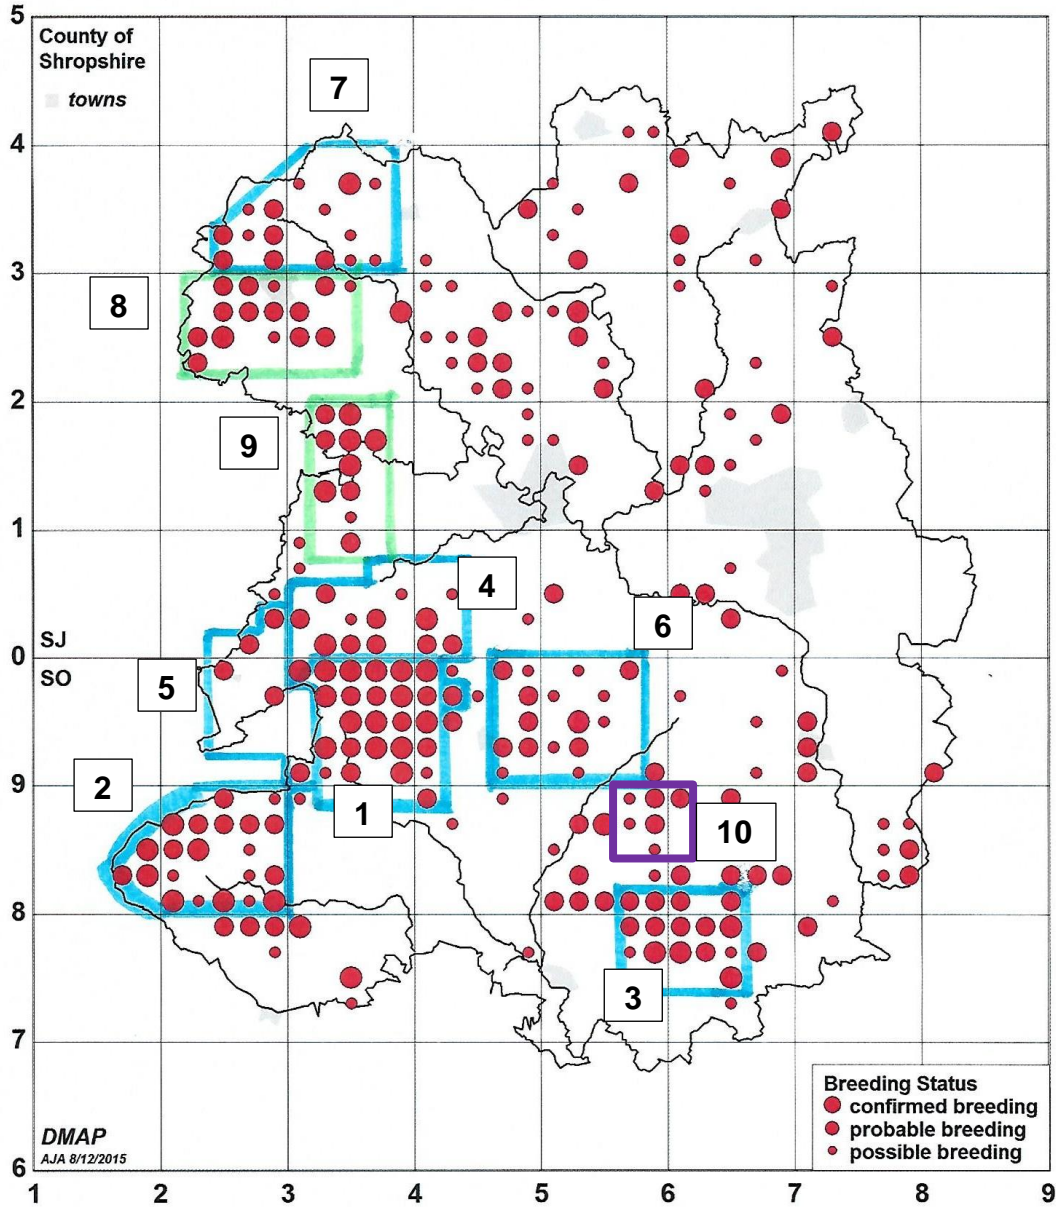 5
County of
Shropshire
towns
7
4
3
8
2
9
1
4
6
SJ
0
SO
5
2
9
1
10
8
3
7
Breeding Status
confirmed breeding
probable breeding
possible breeding
DMAP
AJA 8/12/2015
6
1 2 3 4 5 6 7 8 9